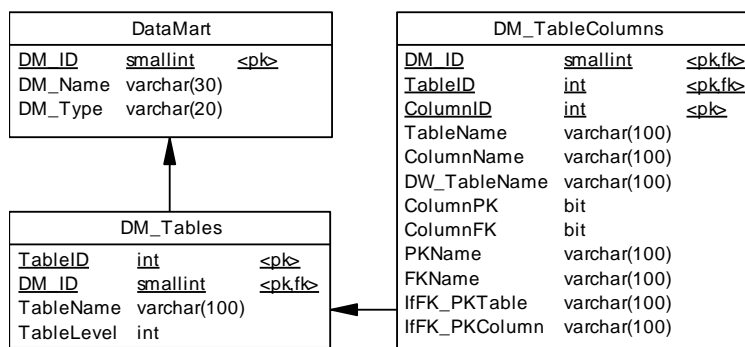 DataMart
DM_ID smallint <pk>
DM_Name varchar(30)
DM_Type varchar(20)
DM_Tables
TableID int <pk>
DM_ID smallint <pk,fk>
TableName varchar(100)
TableLevel int
DM_TableColumns
DM_ID smallint <pk,fk>
TableID int <pk,fk>
ColumnID int <pk>
TableName varchar(100)
ColumnName varchar(100)
DW_TableName varchar(100)
ColumnPK bit
ColumnFK bit
PKName varchar(100)
FKName varchar(100)
IfFK_PKTable varchar(100)
IfFK_PKColumn varchar(100)